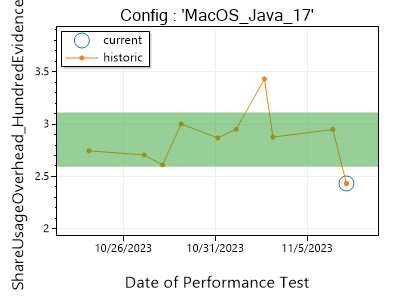 Config : 'MacOS_Java_17'
current
historic
ShareUsageOverhead_HundredEvidence
3.5
3
2.5
2
10/26/2023
10/31/2023
11/5/2023
Date of Performance Test